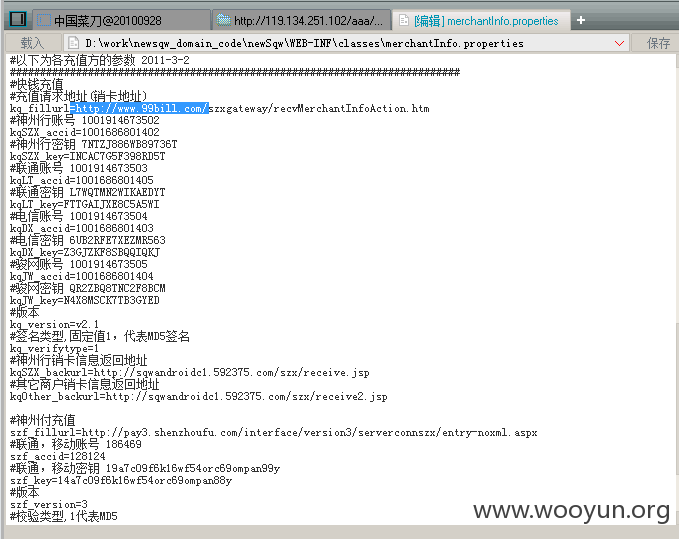 中国菜刀@20100928
http://119.134.251.102/aaa/...
[编辑] merchantInfo.properties
+
载入
D:\work\newsqw_domain_code\newSqw\WEB-INF\classes\merchantInfo.properties
保存
#以下为各充值方的参数 2011-3-2
######################################################################
#快钱充值
#充值请求地址(销卡地址)
kq_fillurl=http://www.99bill.com/szxgateway/recvMerchantInfoAction.htm
#神州行账号 1001914673502
kqSZX_accid=1001686801402
#神州行密钥 7NTZJ886WB89736T
kqSZX_key=INCAC7G5F398RD5T
#联通账号 1001914673503
kqLT_accid=1001686801405
#联通密钥 L7WQTMN2WIKAEDYT
kqLT_key=FTTGAIJXE8C5A5WI
#电信账号 1001914673504
kqDX_accid=1001686801403
#电信密钥 6UB2RFE7XEZMR563
kqDX_key=Z3GJZKF8SBQQIQKJ
#骏网账号 1001914673505
kqJW_accid=1001686801404
#骏网密钥 QR2ZBQ8TNC2F8BCM
kqJW_key=N4X8MSCK7TB3GYED
#版本
kq_version=v2.1
#签名类型,固定值1，代表MD5签名
kq_verifytype=1
#神州行销卡信息返回地址
kqSZX_backurl=http://sqwandroidc1.592375.com/szx/receive.jsp
#其它商户销卡信息返回地址
kqOther_backurl=http://sqwandroidc1.592375.com/szx/receive2.jsp
#神州付充值
szf_fillurl=http://pay3.shenzhoufu.com/interface/version3/serverconnszx/entry-noxml.aspx
#联通，移动账号 186469
szf_accid=128124
#联通，移动密钥 19a7c09f6k16wf54orc69ompan99y
szf_key=14a7c09f6k16wf54orc69ompan88y
#版本
szf_version=3
#校验类型,1代表MD5
www.wooyun.org